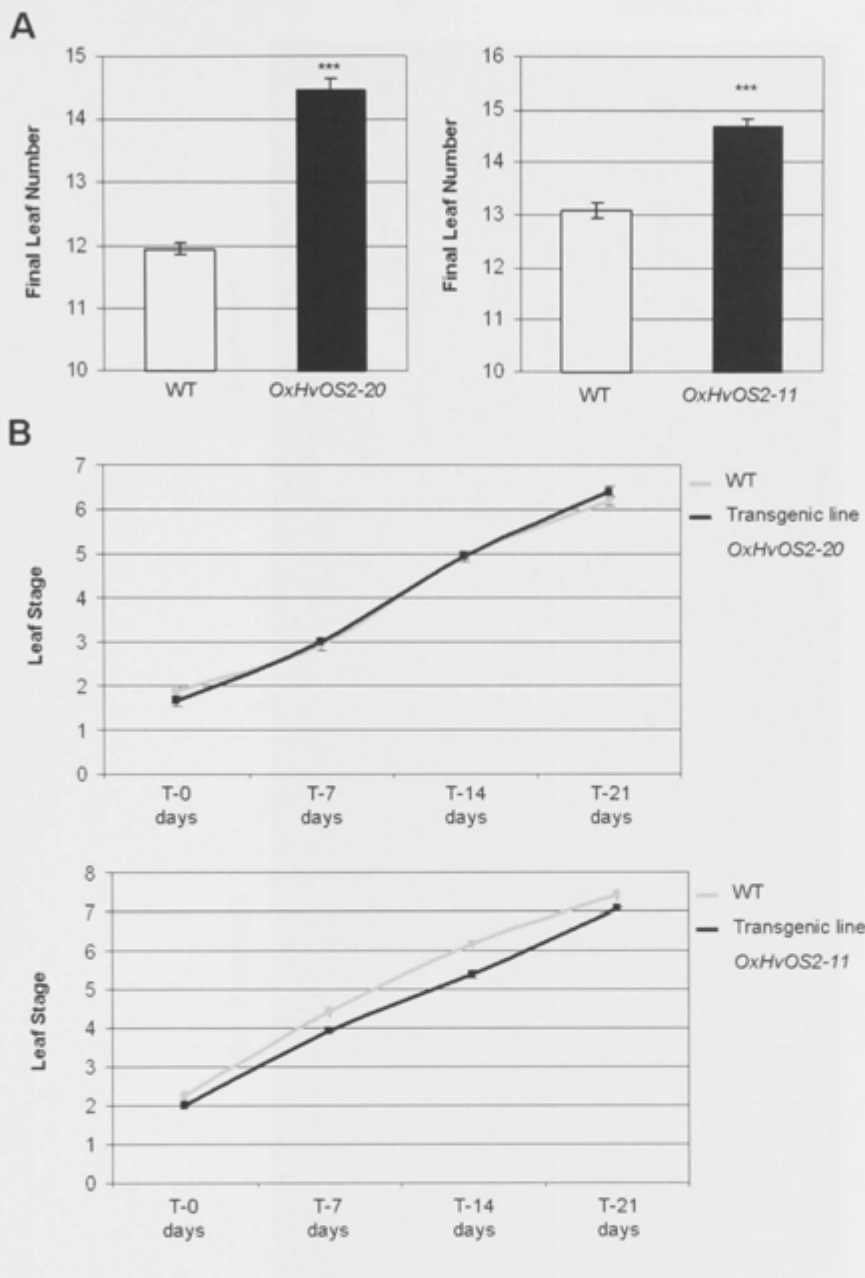 A
Final Leaf Number
15
14
13
12
11
10
***
WT
OxHvOS2-20
Final Leaf Number
16
15
14
13
12
11
10
***
WT
OxHvOS2-11
B
Leaf Stage
7
6
5
4
3
2
1
0
T-0 days
T-7 days
T-14 days
T-21 days
WT
Transgenic line
OxHvOS2-20
Leaf Stage
8
7
6
5
4
3
2
1
0
T-0 days
T-7 days
T-14 days
T-21 days
WT
Transgenic line
OxHvOS2-11